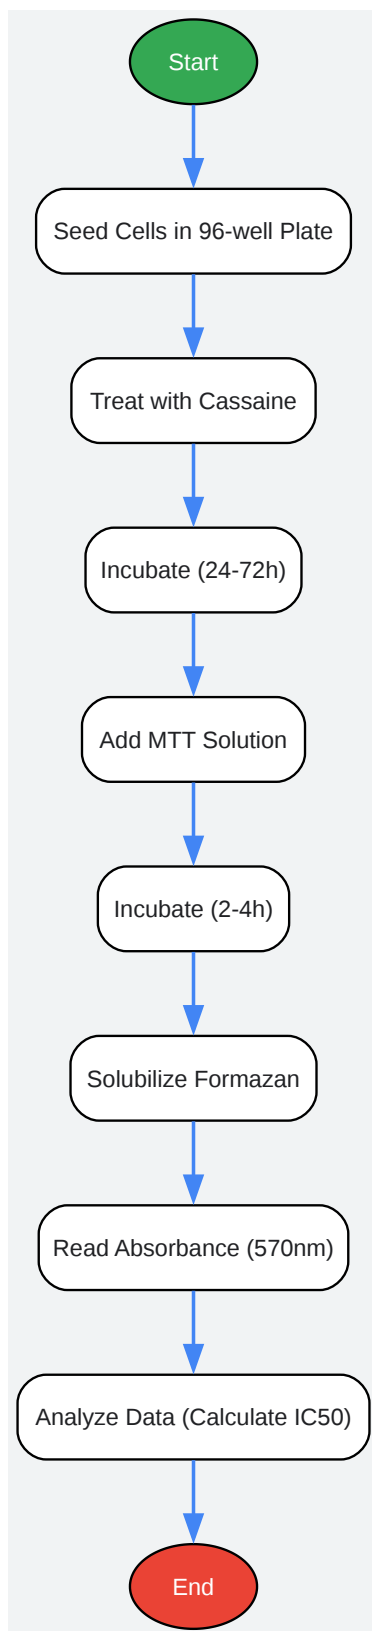 Start
Seed Cells in 96-well Plate
Treat with Cassaine
Incubate (24-72h)
Add MTT Solution
Incubate (2-4h)
Solubilize Formazan
Read Absorbance (570nm)
Analyze Data (Calculate IC50)
End